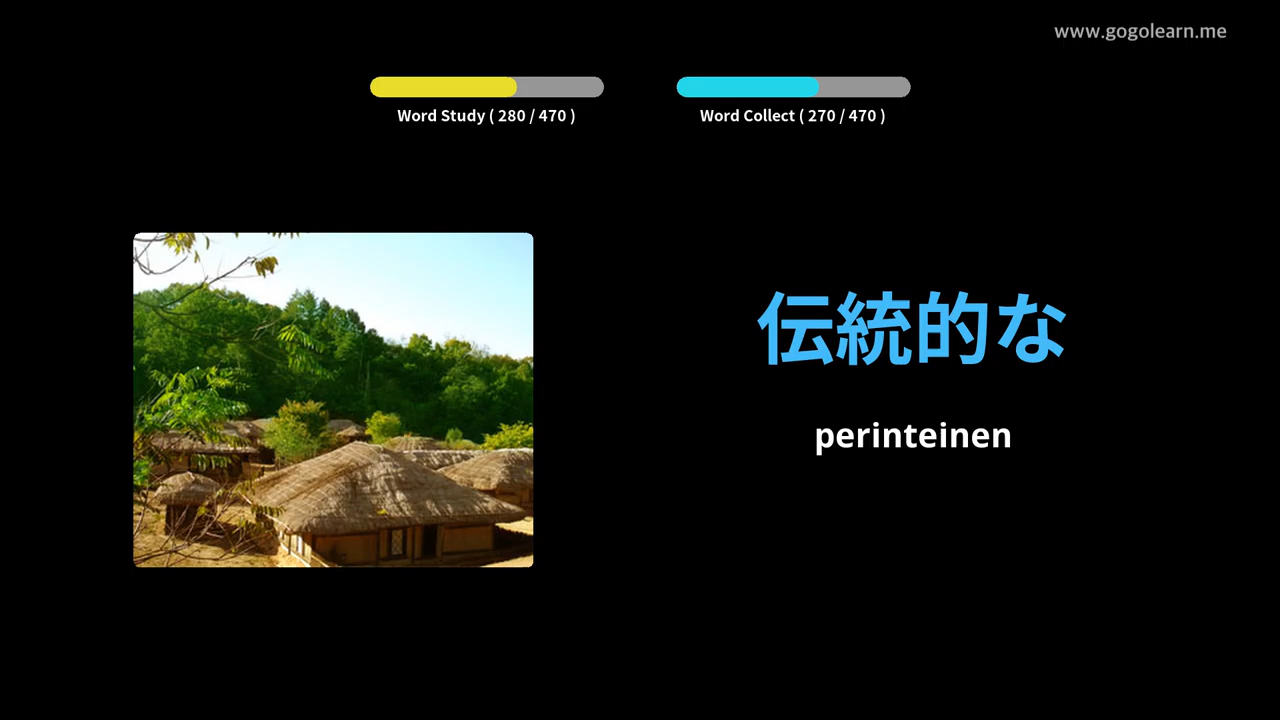 www.gogolearn.me
Word Study ( 280 / 470 )
Word Collect ( 270 / 470 )
伝統的な
perinteinen